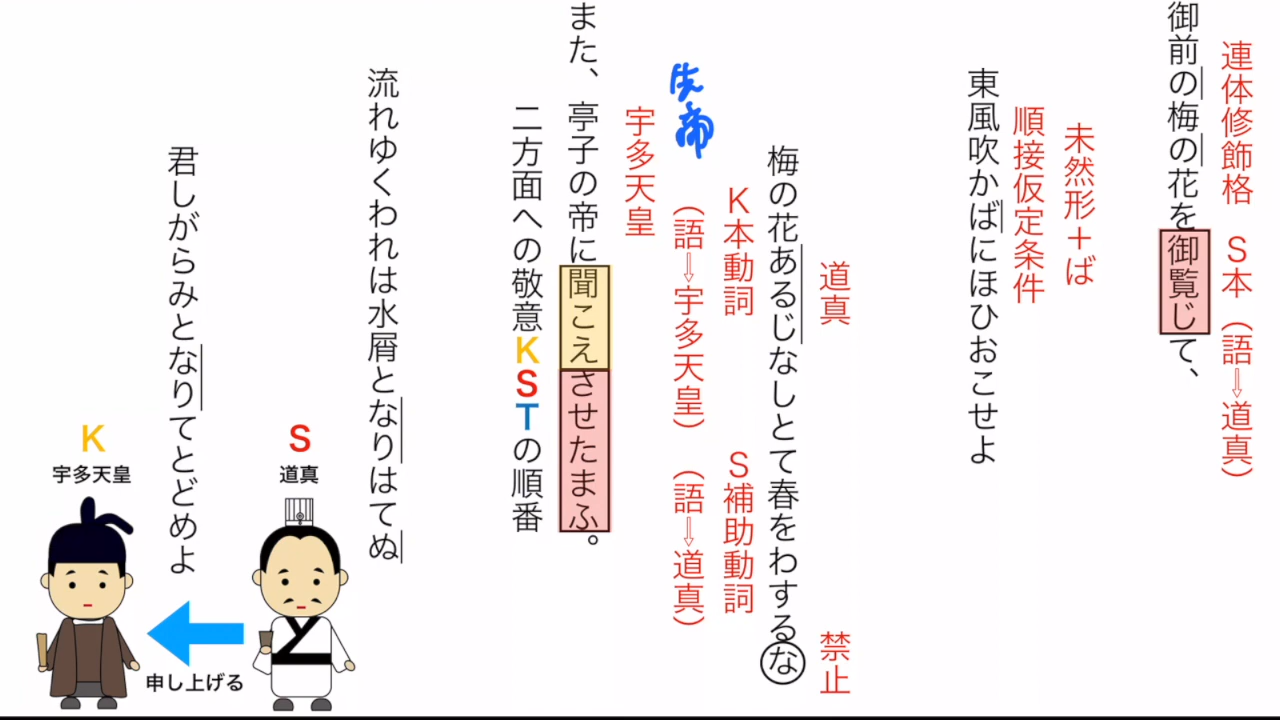 連体修飾格　S本（語⇨道真）
御前の梅の花を御覧じて、
未然形＋ば
順接仮定条件
東風吹かばにほひおこせよ
道真　禁止
梅の花あるじなしとて春をわするな
K本動詞　S補助動詞
（語⇨宇多天皇）（語⇨道真）
先帝
宇多天皇
また、亭子の帝に聞こえさせたまふ。
二方面への敬意KSTの順番
流れゆくわれは水屑となりはてぬ
君しがらみとなりてとどめよ
S
道真
K
宇多天皇
申し上げる